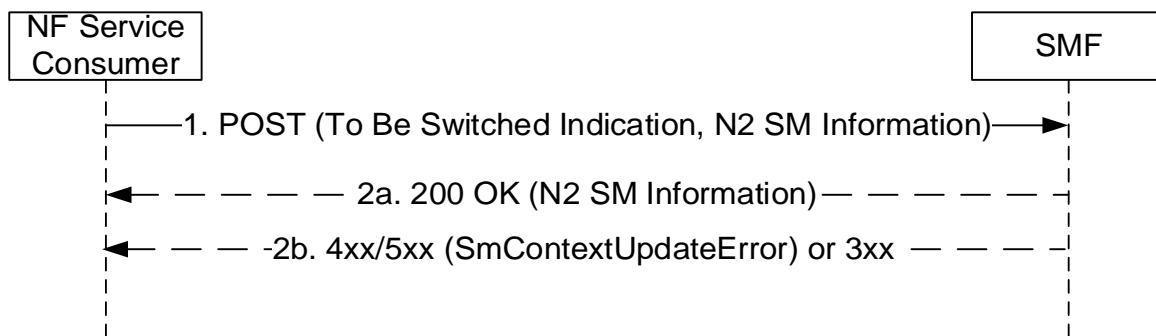 NF Service
Consumer
SMF
1. POST (To Be Switched Indication, N2 SM Information)
2a. 200 OK (N2 SM Information)
2b. 4xx/5xx (SmContextUpdateError) or 3xx